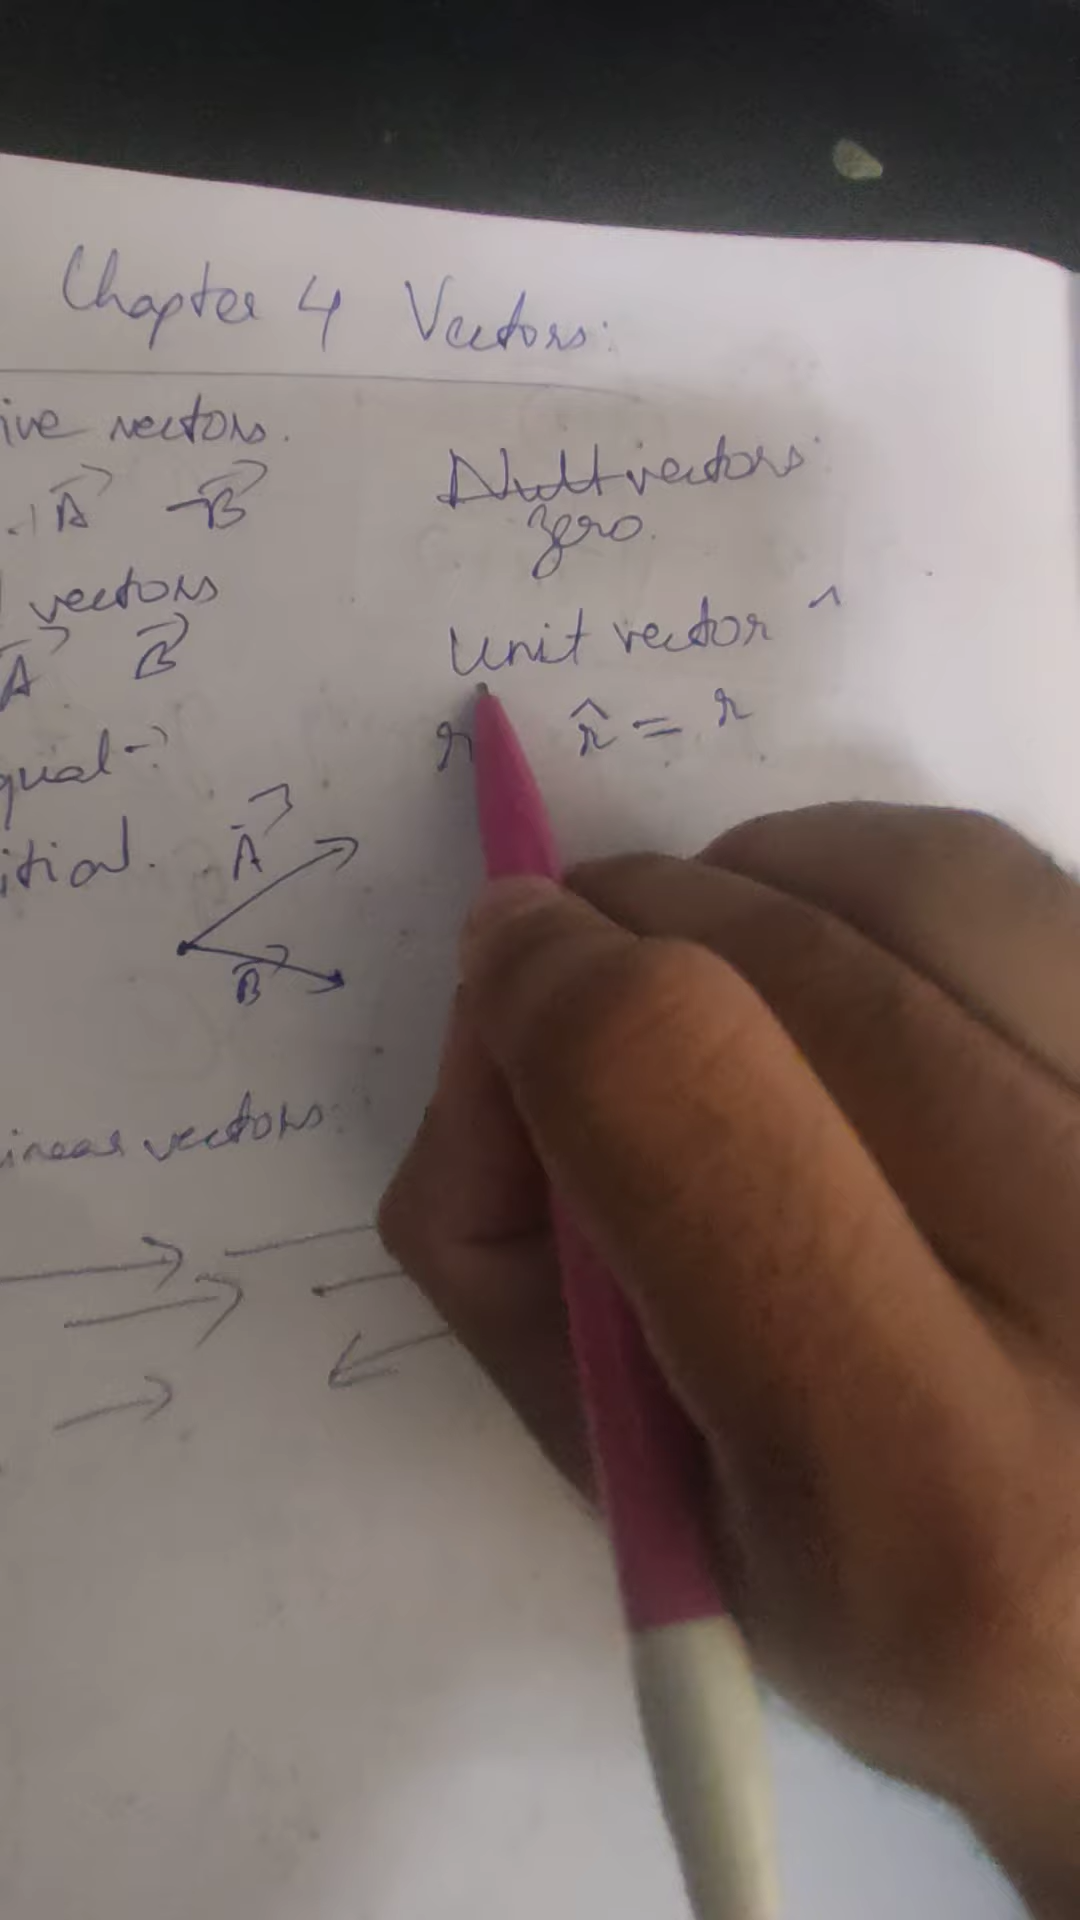 Chapter 4 Vectors:
ive vectors.
A -B
vectors
A B
qual →
itial. A
B
inear vectors:
Null vectors:
zero.
Unit vector ^
r r̂ = r